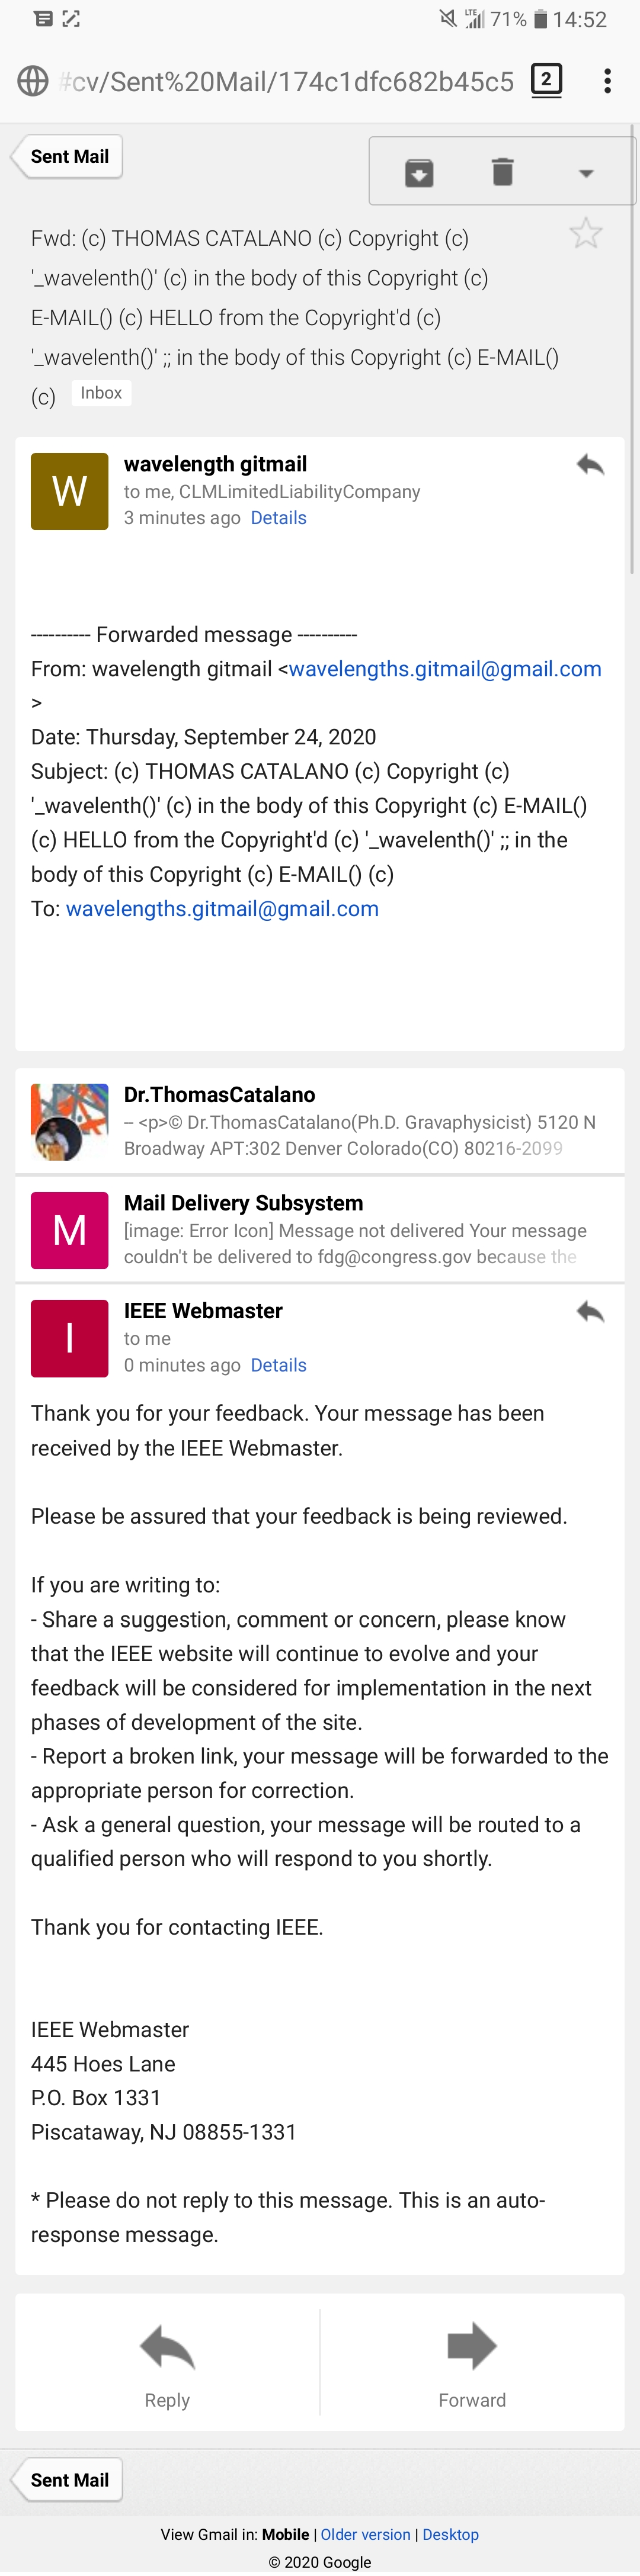 LTE 71% 14:52
#cv/Sent%20Mail/174c1dfc682b45c5 2
Sent Mail
Fwd: (c) THOMAS CATALANO (c) Copyright (c)
'_wavelenth()' (c) in the body of this Copyright (c)
E-MAIL() (c) HELLO from the Copyright'd (c)
'_wavelenth()' ;; in the body of this Copyright (c) E-MAIL()
(c) Inbox
W
wavelength gitmail
to me, CLMLimitedLiabilityCompany
3 minutes ago Details
---------- Forwarded message ----------
From: wavelength gitmail <wavelengths.gitmail@gmail.com
>
Date: Thursday, September 24, 2020
Subject: (c) THOMAS CATALANO (c) Copyright (c)
'_wavelenth()' (c) in the body of this Copyright (c) E-MAIL()
(c) HELLO from the Copyright'd (c) '_wavelenth()' ;; in the
body of this Copyright (c) E-MAIL() (c)
To: wavelengths.gitmail@gmail.com
Dr.ThomasCatalano
-- <p>© Dr.ThomasCatalano(Ph.D. Gravaphysicist) 5120 N
Broadway APT:302 Denver Colorado(CO) 80216-2099
M
Mail Delivery Subsystem
[image: Error Icon] Message not delivered Your message
couldn't be delivered to fdg@congress.gov because the
I
IEEE Webmaster
to me
0 minutes ago Details
Thank you for your feedback. Your message has been
received by the IEEE Webmaster.
Please be assured that your feedback is being reviewed.
If you are writing to:
- Share a suggestion, comment or concern, please know
that the IEEE website will continue to evolve and your
feedback will be considered for implementation in the next
phases of development of the site.
- Report a broken link, your message will be forwarded to the
appropriate person for correction.
- Ask a general question, your message will be routed to a
qualified person who will respond to you shortly.
Thank you for contacting IEEE.
IEEE Webmaster
445 Hoes Lane
P.O. Box 1331
Piscataway, NJ 08855-1331
* Please do not reply to this message. This is an auto-
response message.
Reply Forward
Sent Mail
View Gmail in: Mobile | Older version | Desktop
© 2020 Google